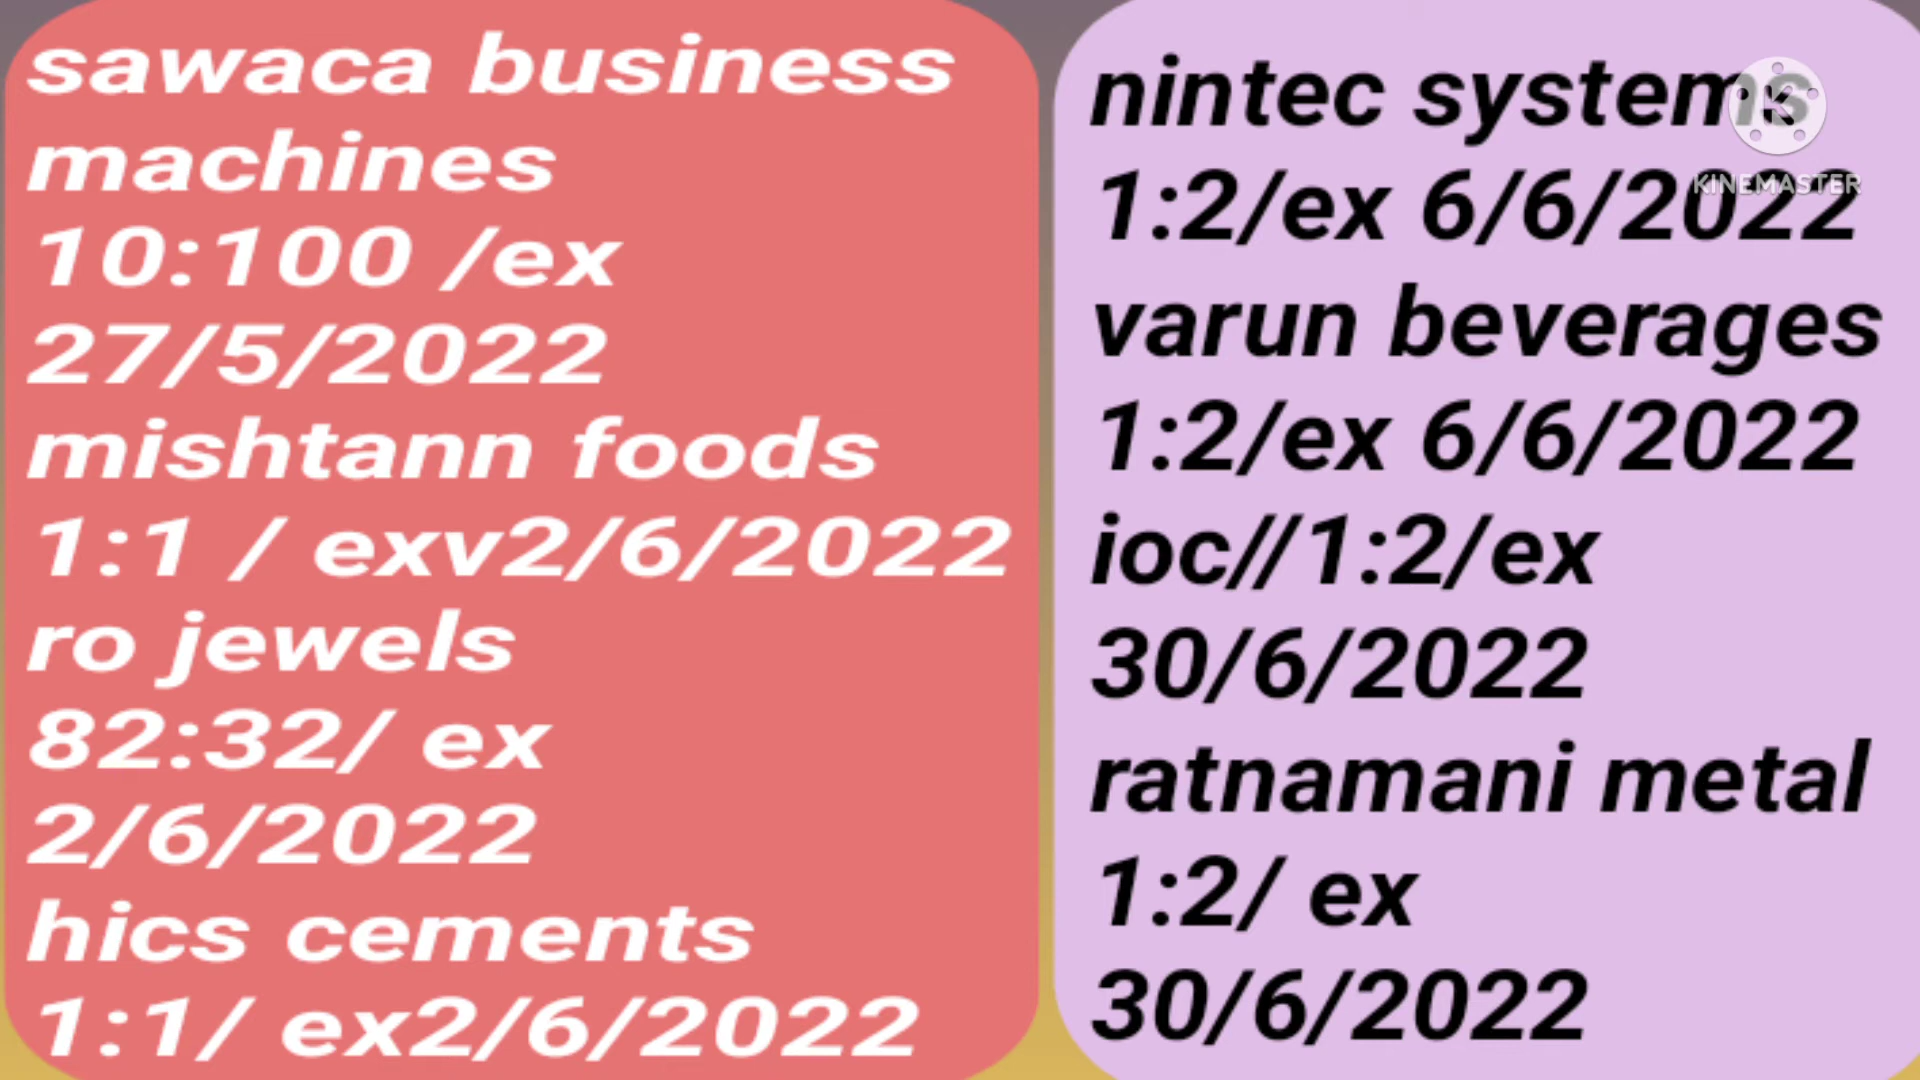 sawaca business
machines
10:100 /ex
27/5/2022
mishtann foods
1:1 / exv2/6/2022
ro jewels
82:32/ ex
2/6/2022
hics cements
1:1/ ex2/6/2022
nintec systems
1:2/ex 6/6/2022
varun beverages
1:2/ex 6/6/2022
ioc//1:2/ex
30/6/2022
ratnamani metal
1:2/ ex
30/6/2022
K
KINEMASTER